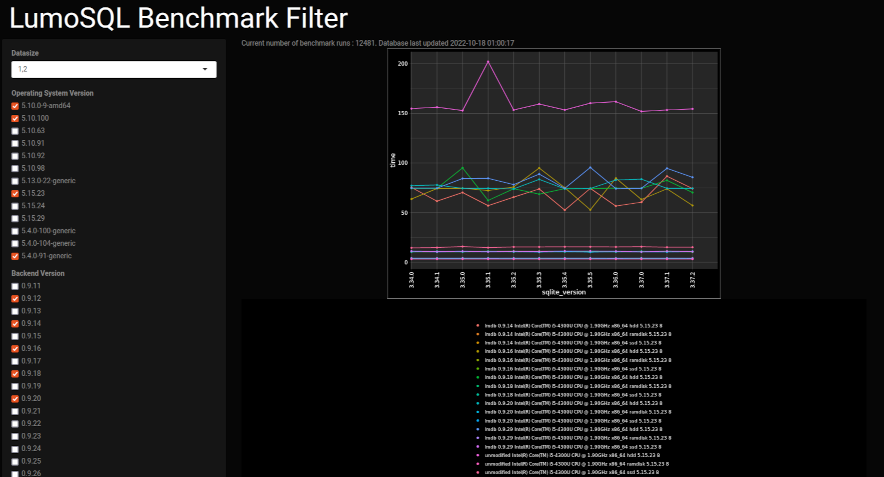 LumoSQL Benchmark Filter
Datasize
1,2
Operating System Version
5.10.0-9-amd64
5.10.100
5.10.63
5.10.91
5.10.92
5.10.98
5.13.0-22-generic
5.15.23
5.15.24
5.15.29
5.4.0-100-generic
5.4.0-104-generic
5.4.0-91-generic
Backend Version
0.9.11
0.9.12
0.9.13
0.9.14
0.9.15
0.9.16
0.9.17
0.9.18
0.9.19
0.9.20
0.9.21
0.9.22
0.9.23
0.9.24
0.9.25
0.9.26
Current number of benchmark runs : 12481. Database last updated 2022-10-18 01:00:17
200
150
100
50
0
time
3.34.0
3.34.1
3.35.0
3.35.1
3.35.2
3.35.3
3.35.4
3.35.5
3.36.0
3.37.0
3.37.1
3.37.2
sqlite_version
lmdb 0.9.14 Intel(R) Core(TM) i5-4300U CPU @ 1.90GHz x86_64 hdd 5.15.23 8
lmdb 0.9.14 Intel(R) Core(TM) i5-4300U CPU @ 1.90GHz x86_64 ramdisk 5.15.23 8
lmdb 0.9.14 Intel(R) Core(TM) i5-4300U CPU @ 1.90GHz x86_64 ssd 5.15.23 8
lmdb 0.9.16 Intel(R) Core(TM) i5-4300U CPU @ 1.90GHz x86_64 hdd 5.15.23 8
lmdb 0.9.16 Intel(R) Core(TM) i5-4300U CPU @ 1.90GHz x86_64 ramdisk 5.15.23 8
lmdb 0.9.16 Intel(R) Core(TM) i5-4300U CPU @ 1.90GHz x86_64 ssd 5.15.23 8
lmdb 0.9.18 Intel(R) Core(TM) i5-4300U CPU @ 1.90GHz x86_64 hdd 5.15.23 8
lmdb 0.9.18 Intel(R) Core(TM) i5-4300U CPU @ 1.90GHz x86_64 ramdisk 5.15.23 8
lmdb 0.9.18 Intel(R) Core(TM) i5-4300U CPU @ 1.90GHz x86_64 ssd 5.15.23 8
lmdb 0.9.20 Intel(R) Core(TM) i5-4300U CPU @ 1.90GHz x86_64 hdd 5.15.23 8
lmdb 0.9.20 Intel(R) Core(TM) i5-4300U CPU @ 1.90GHz x86_64 ramdisk 5.15.23 8
lmdb 0.9.20 Intel(R) Core(TM) i5-4300U CPU @ 1.90GHz x86_64 ssd 5.15.23 8
lmdb 0.9.29 Intel(R) Core(TM) i5-4300U CPU @ 1.90GHz x86_64 hdd 5.15.23 8
lmdb 0.9.29 Intel(R) Core(TM) i5-4300U CPU @ 1.90GHz x86_64 ramdisk 5.15.23 8
lmdb 0.9.29 Intel(R) Core(TM) i5-4300U CPU @ 1.90GHz x86_64 ssd 5.15.23 8
unmodified Intel(R) Core(TM) i5-4300U CPU @ 1.90GHz x86_64 hdd 5.15.23 8
unmodified Intel(R) Core(TM) i5-4300U CPU @ 1.90GHz x86_64 ramdisk 5.15.23 8
unmodified Intel(R) Core(TM) i5-4300U CPU @ 1.90GHz x86_64 ssd 5.15.23 8